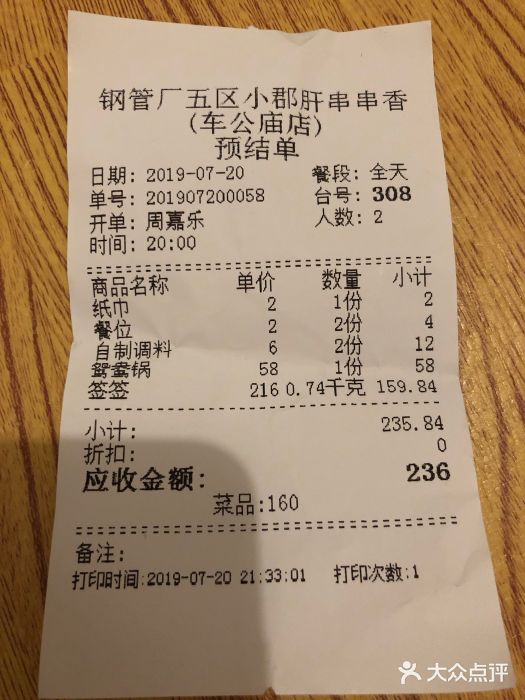 钢管厂五区小郡肝串串香
(车公庙店)
预结单
日期: 2019-07-20 餐段: 全天
单号: 201907200058 台号: 308
开单: 周嘉乐 人数: 2
时间: 20:00
商品名称 单价 数量 小计
纸巾 2 1份 2
餐位 2 2份 4
自制调料 6 2份 12
鸳鸯锅 58 1份 58
签签 216 0.74千克 159.84
小计: 235.84
折扣: 0
应收金额: 236
菜品:160
备注:
打印时间:2019-07-20 21:33:01 打印次数:1
大众点评